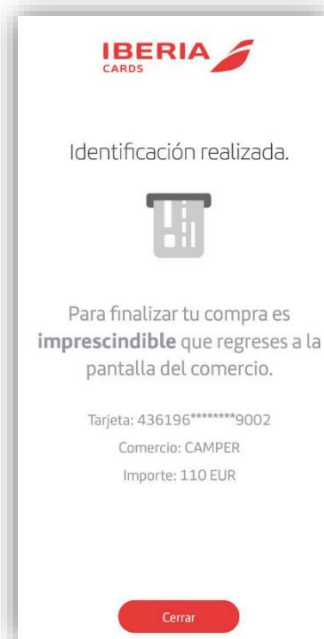 IBERIA
CARDS
Identificación realizada.
Para finalizar tu compra es
imprescindible que regreses a la
pantalla del comercio.
Tarjeta: 436196********9002
Comercio: CAMPER
Importe: 110 EUR
Cerrar